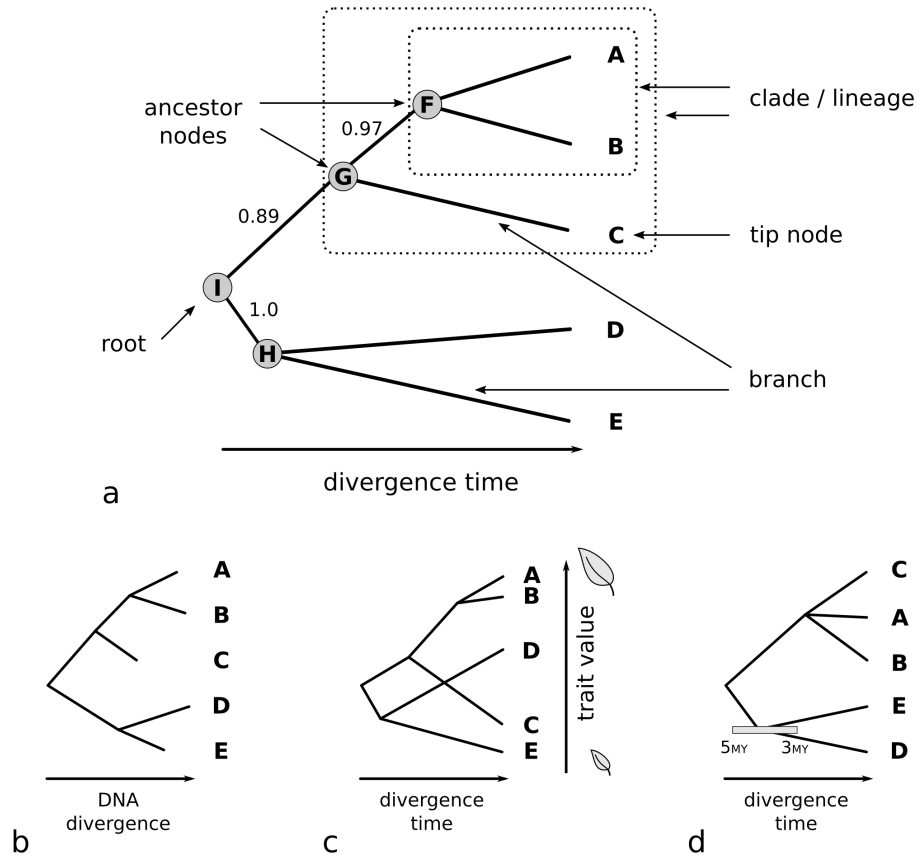 A
F
clade / lineage
ancestor
nodes
0.97
B
G
0.89
C
tip node
I
1.0
D
root
H
branch
E
divergence time
a
A
B
C
D
E
DNA
divergence
b
A
B
D
C
E
trait value
divergence
time
c
C
A
B
E
D
5MY
3MY
divergence
time
d